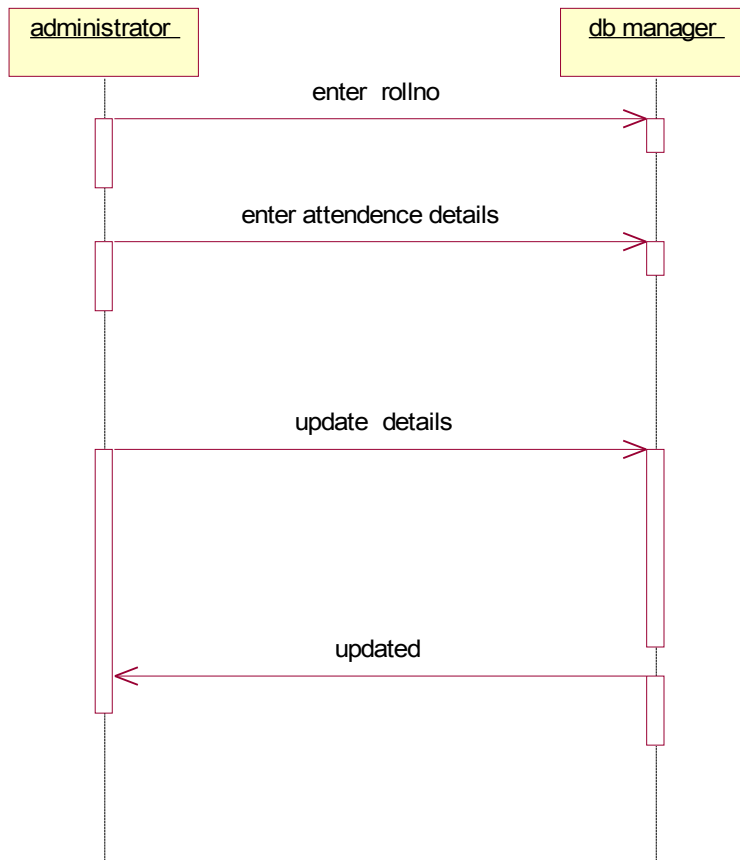 administrator
db manager
enter rollno
enter attendence details
update details
updated